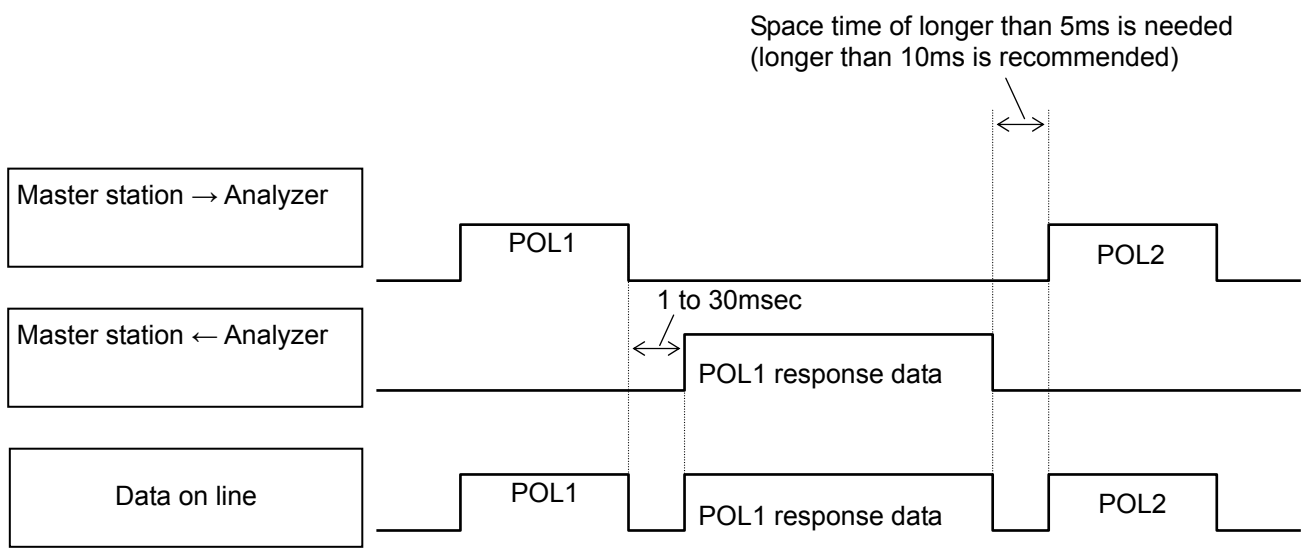 Space time of longer than 5ms is needed
(longer than 10ms is recommended)
Master station → Analyzer
POL1
POL2
1 to 30msec
Master station ← Analyzer
POL1 response data
Data on line
POL1
POL1 response data
POL2